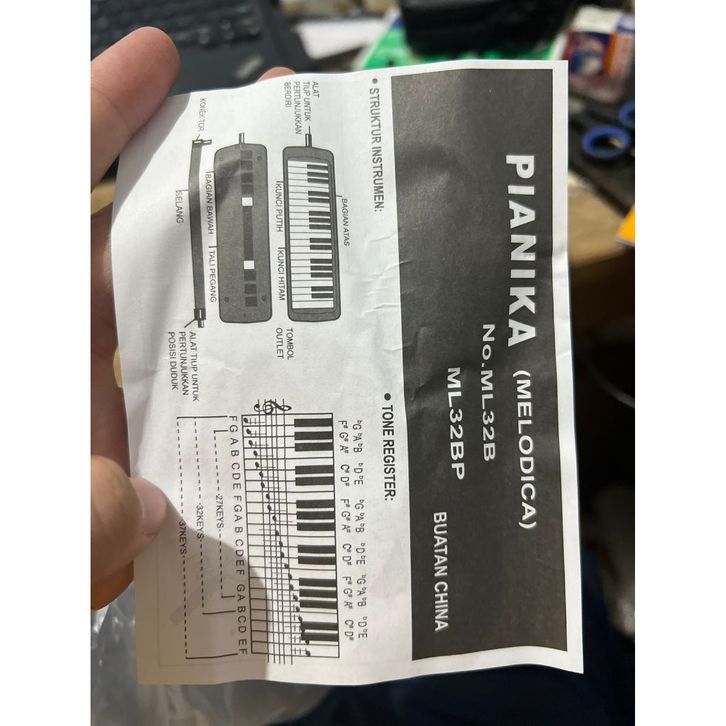 PIANIKA (MELODICA)
No.ML32B
ML32BP
BUATAN CHINA
• STRUKTUR INSTRUMEN:
BAGIAN ATAS
ALAT
TIUP UNTUK
PERTUNJUKKAN
BERDIRI
KUNCI PUTIH
KUNCI HITAM
TOMBOL
OUTLET
KONEKTOR
BAGIAN BAWAH
TALI PEGANG
SELANG
ALAT TIUP UNTUK
PERTUNJUKKAN
POSISI DUDUK
• TONE REGISTER:
♭G ♭A ♭B ♭D ♭E ♭G ♭A ♭B ♭D ♭E ♭G ♭A ♭B ♭D ♭E
F# G# A# C# D# F# G# A# C# D# F# G# A# C# D#
F G A B C D E F G A B C D E F G A B C D E F
27KEYS
32KEYS
37KEYS